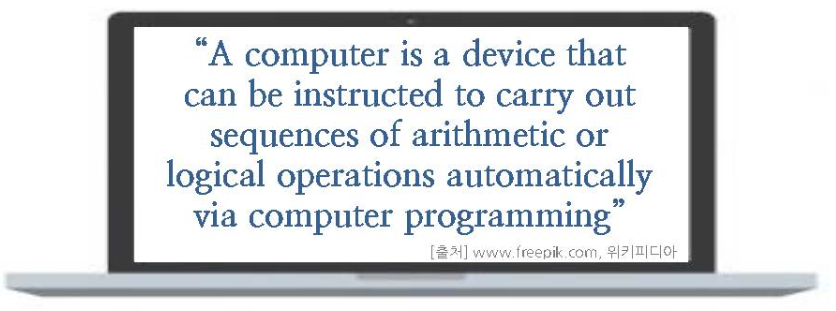 “A computer is a device that
can be instructed to carry out
sequences of arithmetic or
logical operations automatically
via computer programming”
[출처] www.freepik.com, 위키피디아